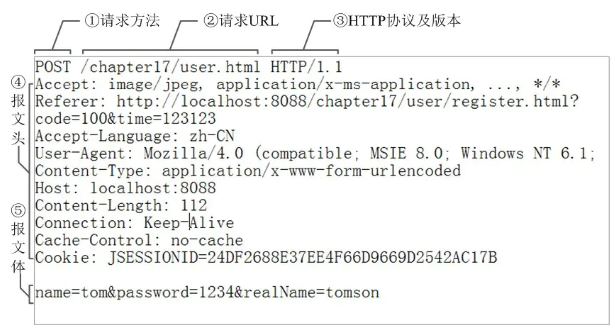 ①请求方法 ②请求URL ③HTTP协议及版本
POST /chapter17/user.html HTTP/1.1
④报文头
Accept: image/jpeg, application/x-ms-application, ..., */*
Referer: http://localhost:8088/chapter17/user/register.html?
code=100&time=123123
Accept-Language: zh-CN
User-Agent: Mozilla/4.0 (compatible; MSIE 8.0; Windows NT 6.1;
Content-Type: application/x-www-form-urlencoded
Host: localhost:8088
Content-Length: 112
Connection: Keep-Alive
Cache-Control: no-cache
Cookie: JSESSIONID=24DF2688E37EE4F66D9669D2542AC17B
⑤报文体
name=tom&password=1234&realName=tomson